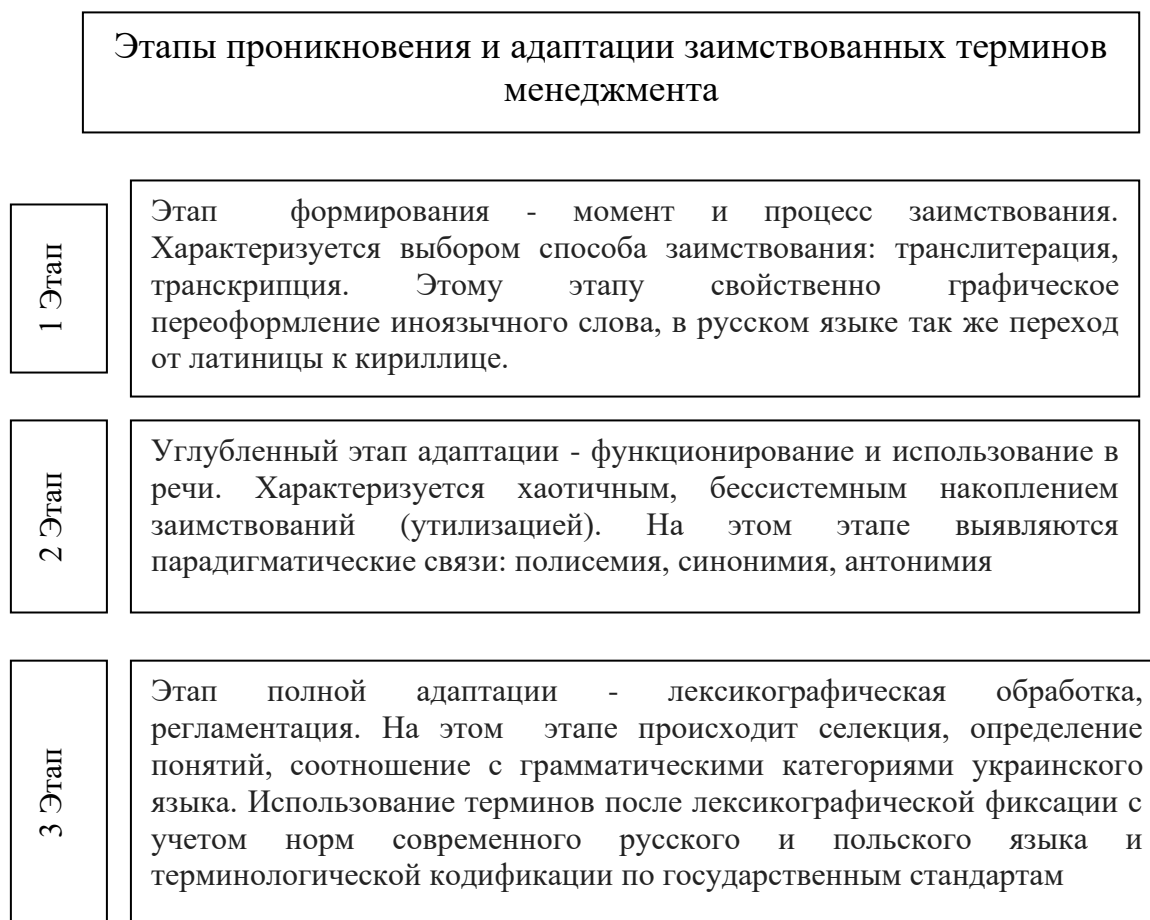 Этапы проникновения и адаптации заимствованных терминов
менеджмента
1 Этап
Этап формирования - момент и процесс заимствования.
Характеризуется выбором способа заимствования: транслитерация,
транскрипция. Этому этапу свойственно графическое
переоформление иноязычного слова, в русском языке так же переход
от латиницы к кириллице.
2 Этап
Углубленный этап адаптации - функционирование и использование в
речи. Характеризуется хаотичным, бессистемным накоплением
заимствований (утилизацией). На этом этапе выявляются
парадигматические связи: полисемия, синонимия, антонимия
3 Этап
Этап полной адаптации - лексикографическая обработка,
регламентация. На этом этапе происходит селекция, определение
понятий, соотношение с грамматическими категориями украинского
языка. Использование терминов после лексикографической фиксации с
учетом норм современного русского и польского языка и
терминологической кодификации по государственным стандартам